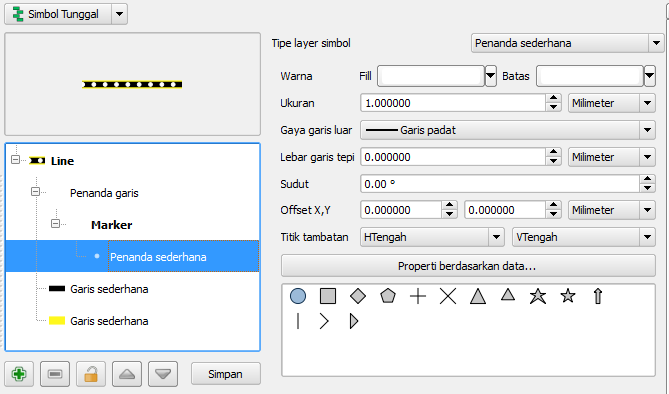 Simbol Tunggal
Tipe layer simbol Penanda sederhana
Warna Fill Batas
Ukuran 1.000000 Milimeter
Gaya garis luar Garis padat
Lebar garis tepi 0.000000 Milimeter
Sudut 0.00 °
Offset X,Y 0.000000 0.000000 Milimeter
Titik tambatan HTengah VTengah
Properti berdasarkan data...
Line
Penanda garis
Marker
Penanda sederhana
Garis sederhana
Garis sederhana
Simpan